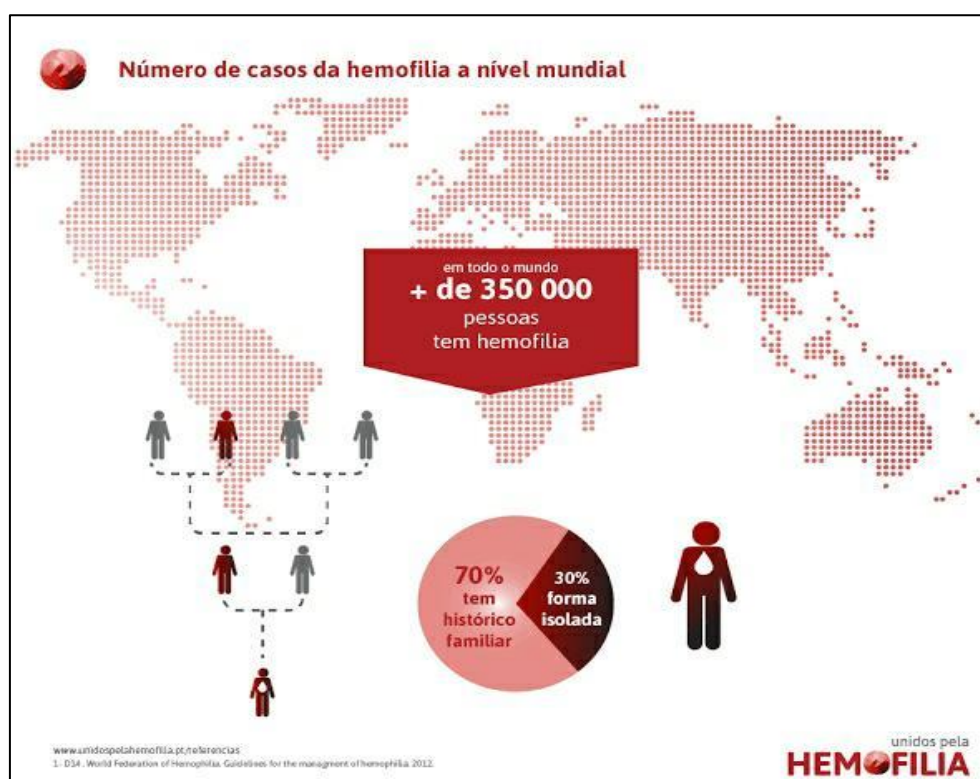 Número de casos da hemofilia a nível mundial
em todo o mundo
+ de 350 000
pessoas
tem hemofilia
70%
tem
histórico
familiar
30%
forma
isolada
www.unidospelahemofilia.pt/referencias
1- D14 . World Federation of Hemophilia. Guidelines for the managment of hemophilia 2012.
unidos pela
HEMOFILIA